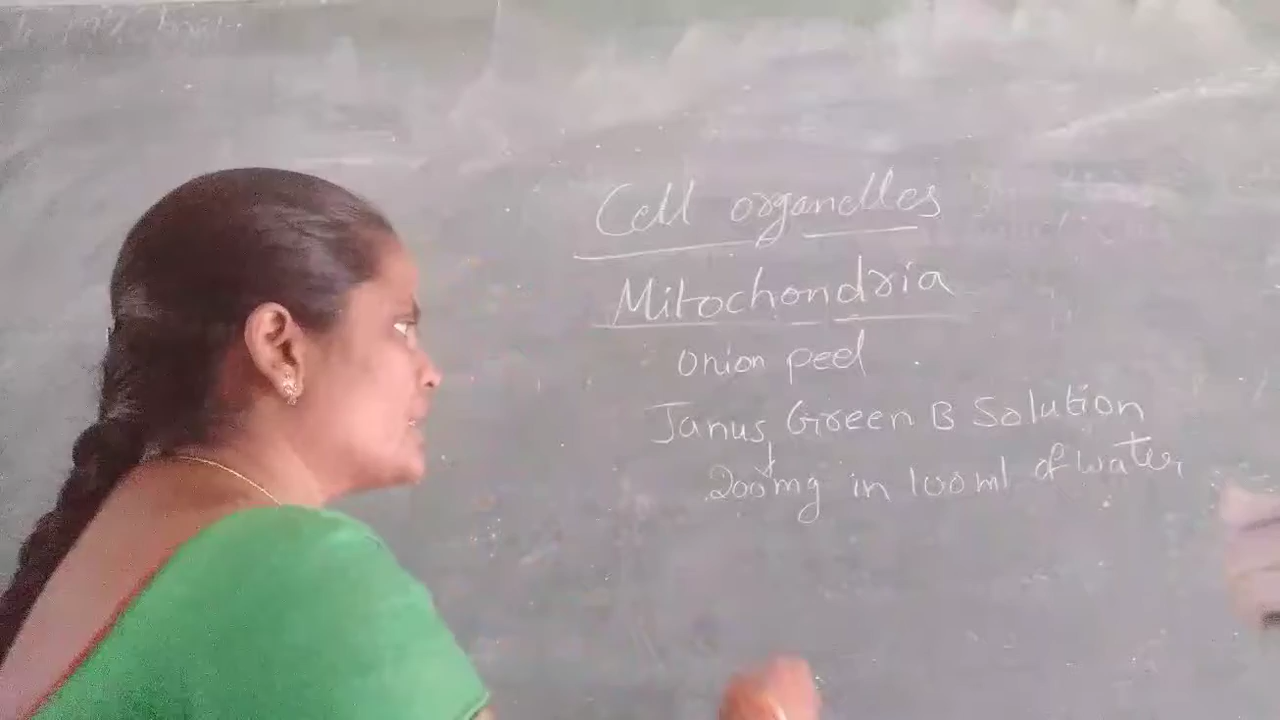 Cell organelles
Mitochondria
Onion peel
Janus Green B Solution
↓
200mg in 100ml of water